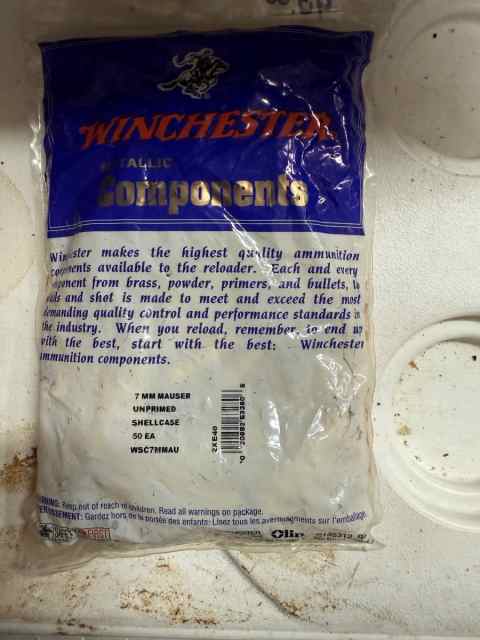 WINCHESTER
METALLIC
Components
Winchester makes the highest quality ammunition
components available to the reloader. Each and every
component from brass, powder, primers, and bullets, to
wads and shot is made to meet and exceed the most
demanding quality control and performance standards in
the industry. When you reload, remember, to end up
with the best, start with the best: Winchester
ammunition components.
7 MM MAUSER
UNPRIMED
SHELLCASE
50 EA
WSC7MMAU
2XE40
WARNING: Keep out of reach of children. Read all warnings on package.
AVERTISSEMENT: Gardez hors de la portée des enfants: Lisez tous les avertissements sur l'emballage.
Olin